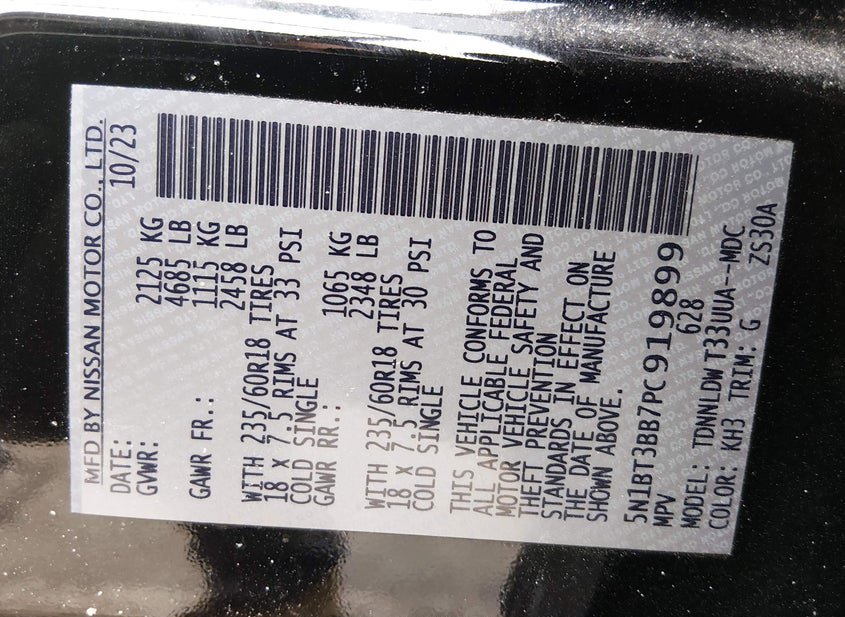 MFD BY NISSAN MOTOR CO., LTD.
DATE: 10/23
GVWR: 2125 KG
4685 LB
GAWR FR.: 1115 KG
2458 LB
WITH 235/60R18 TIRES
18 X 7.5 RIMS AT 33 PSI
COLD SINGLE
GAWR RR.: 1065 KG
2348 LB
WITH 235/60R18 TIRES
18 X 7.5 RIMS AT 30 PSI
COLD SINGLE
THIS VEHICLE CONFORMS TO
ALL APPLICABLE FEDERAL
MOTOR VEHICLE SAFETY AND
THEFT PREVENTION
STANDARDS IN EFFECT ON
THE DATE OF MANUFACTURE
SHOWN ABOVE.
5N1BT3BB7PC919899
MPV 628
MODEL: TDNNLDW T33UUA--MDC
COLOR: KH3 TRIM: G ZS30A